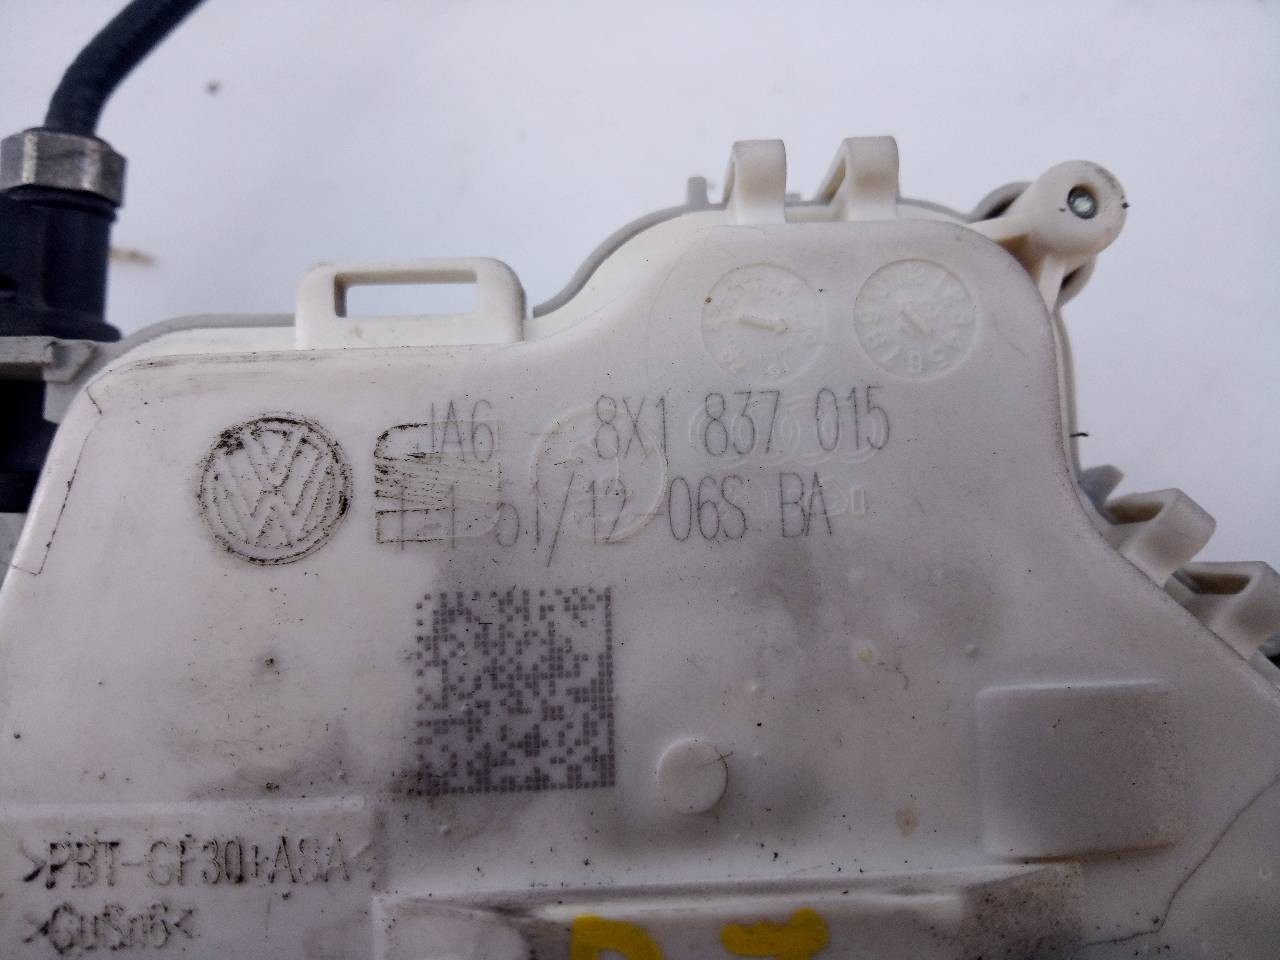 JA6 8X1 837 015
51/12 06S BA
>PBT-GF30+ASA
>CuSn6<